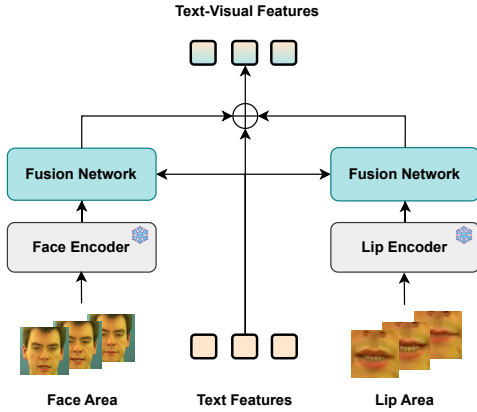 Text-Visual Features
Fusion Network
Fusion Network
Face Encoder
Lip Encoder
Face Area
Text Features
Lip Area